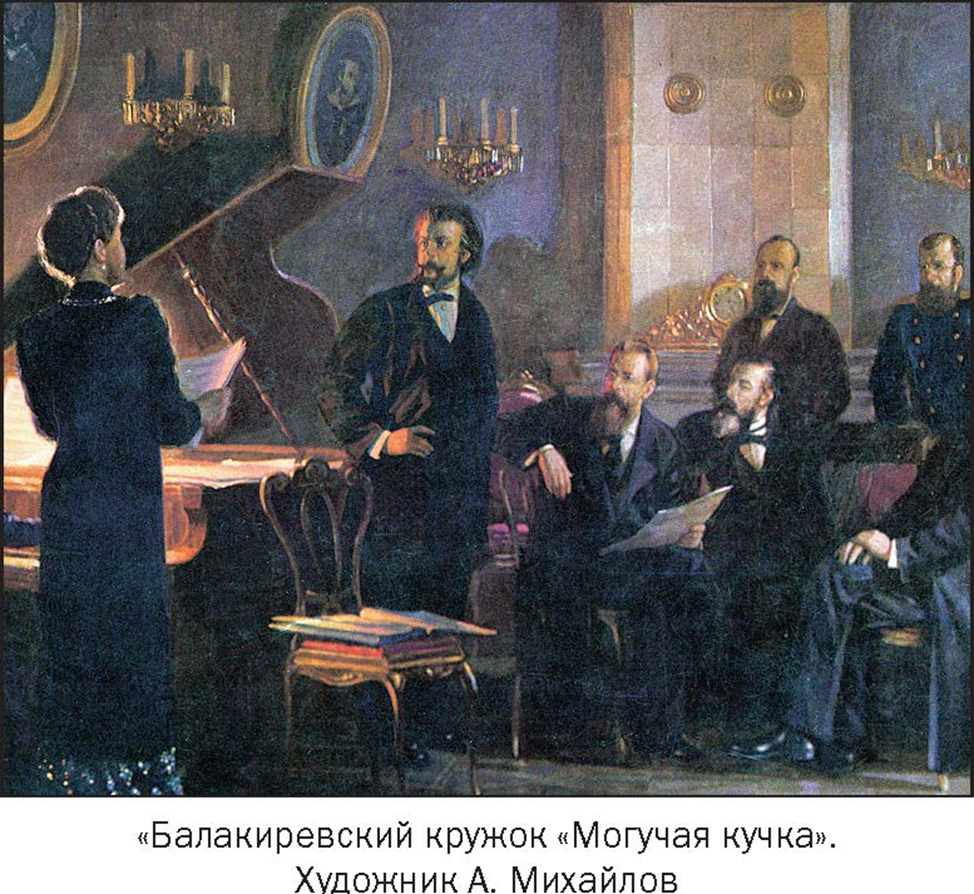 «Балакиревский кружок «Могучая кучка».
Художник А. Михайлов